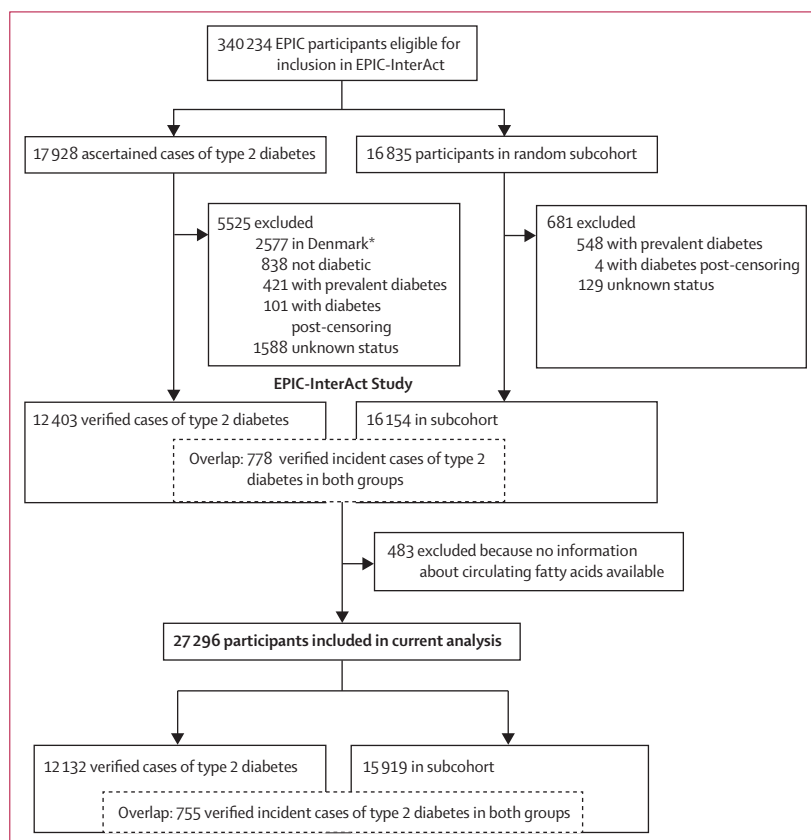 340 234 EPIC participants eligible for
inclusion in EPIC-InterAct
17 928 ascertained cases of type 2 diabetes
16 835 participants in random subcohort
5525 excluded
2577 in Denmark*
838 not diabetic
421 with prevalent diabetes
101 with diabetes
post-censoring
1588 unknown status
681 excluded
548 with prevalent diabetes
4 with diabetes post-censoring
129 unknown status
EPIC-InterAct Study
12 403 verified cases of type 2 diabetes
16 154 in subcohort
Overlap: 778 verified incident cases of type 2
diabetes in both groups
483 excluded because no information
about circulating fatty acids available
27 296 participants included in current analysis
12 132 verified cases of type 2 diabetes
15 919 in subcohort
Overlap: 755 verified incident cases of type 2 diabetes in both groups